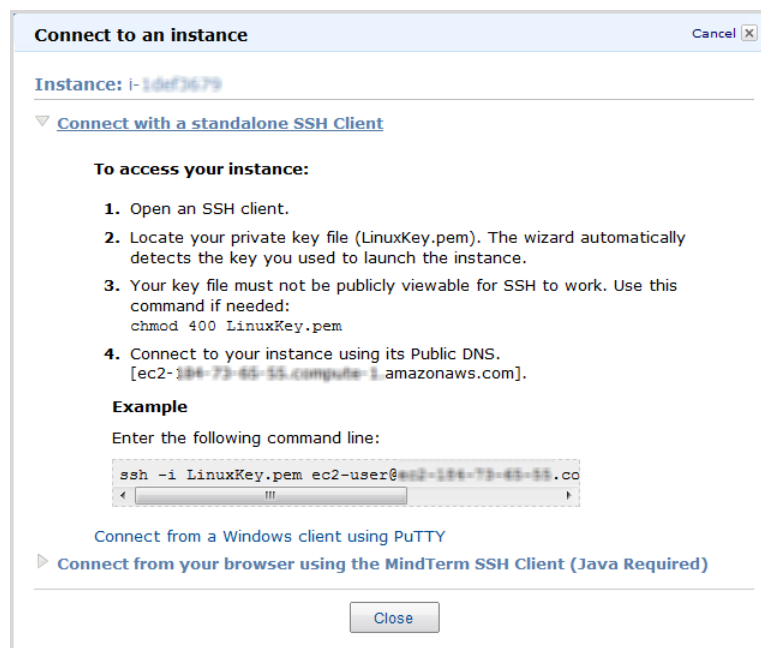 Connect to an instance
Cancel
Instance: i-
Connect with a standalone SSH Client
To access your instance:
1. Open an SSH client.
2. Locate your private key file (LinuxKey.pem). The wizard automatically
detects the key you used to launch the instance.
3. Your key file must not be publicly viewable for SSH to work. Use this
command if needed:
chmod 400 LinuxKey.pem
4. Connect to your instance using its Public DNS.
[ec2- amazonaws.com].
Example
Enter the following command line:
ssh -i LinuxKey.pem ec2-user@ .co
Connect from a Windows client using PuTTY
Connect from your browser using the MindTerm SSH Client (Java Required)
Close